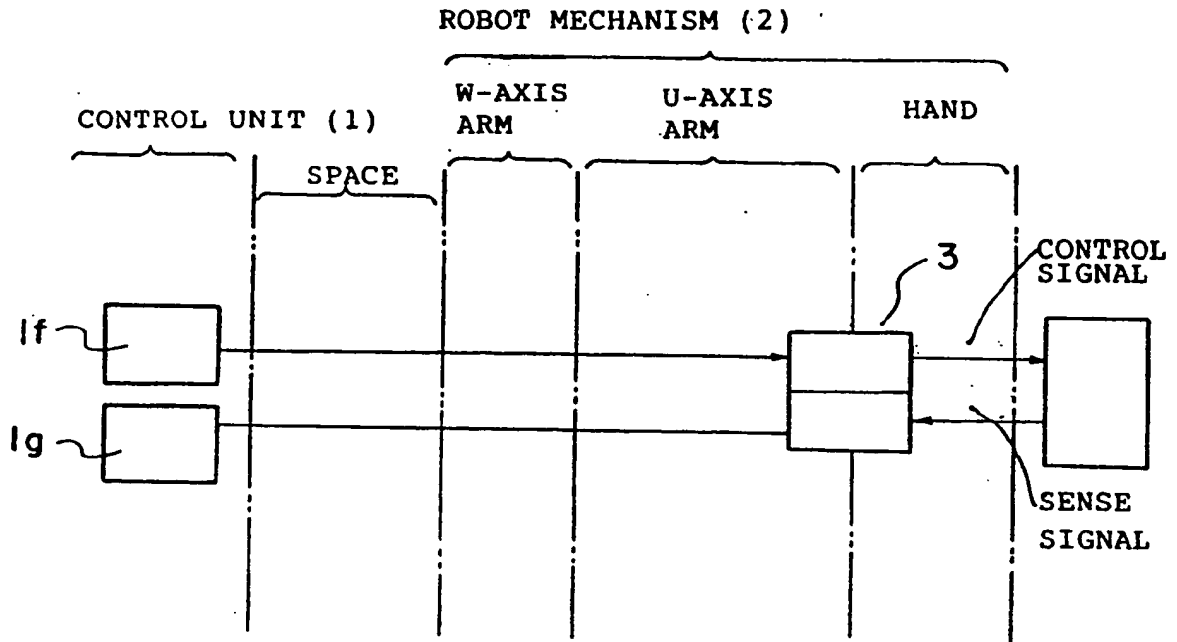 ROBOT MECHANISM (2)
W-AXIS
ARM
U-AXIS
ARM
HAND
CONTROL UNIT (1)
SPACE
3
CONTROL
SIGNAL
1f
1g
SENSE
SIGNAL